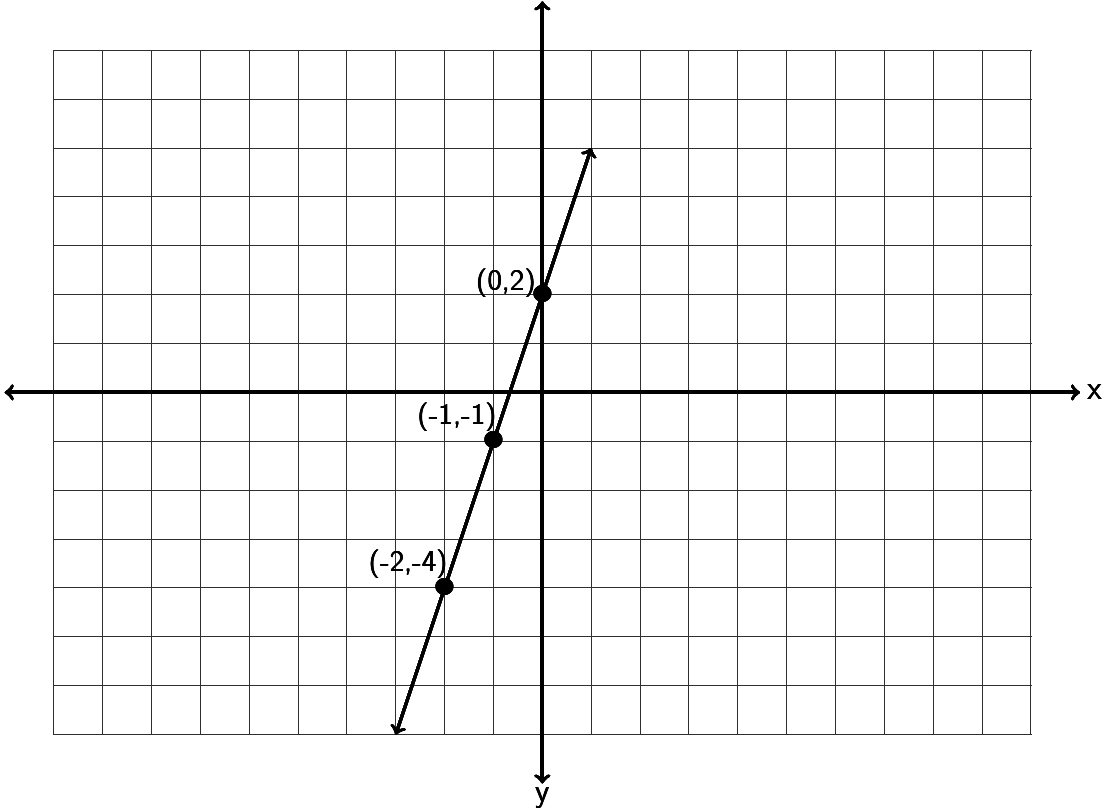 (0,2)
x
(-1,-1)
(-2,-4)
y